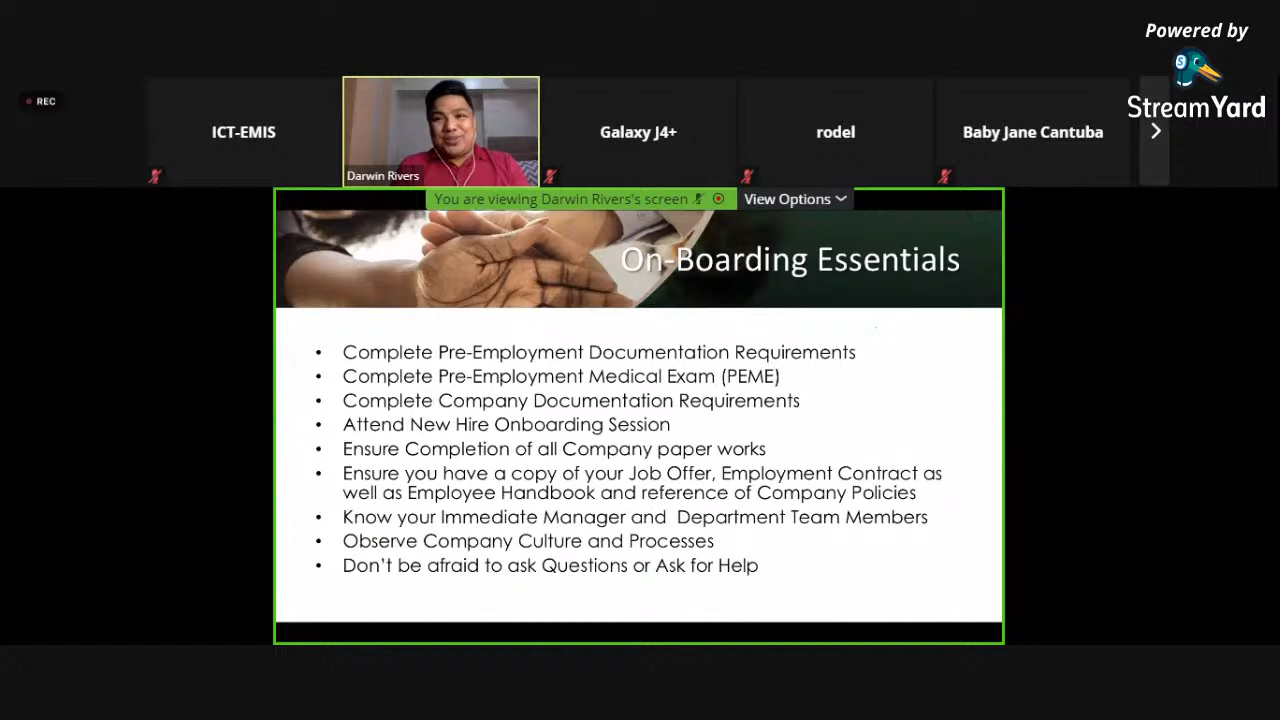 Powered by
StreamYard
REC
ICT-EMIS
Darwin Rivers
Galaxy J4+
rodel
Baby Jane Cantuba
You are viewing Darwin Rivers's screen
View Options
On-Boarding Essentials
• Complete Pre-Employment Documentation Requirements
• Complete Pre-Employment Medical Exam (PEME)
• Complete Company Documentation Requirements
• Attend New Hire Onboarding Session
• Ensure Completion of all Company paper works
• Ensure you have a copy of your Job Offer, Employment Contract as
well as Employee Handbook and reference of Company Policies
• Know your Immediate Manager and  Department Team Members
• Observe Company Culture and Processes
• Don't be afraid to ask Questions or Ask for Help